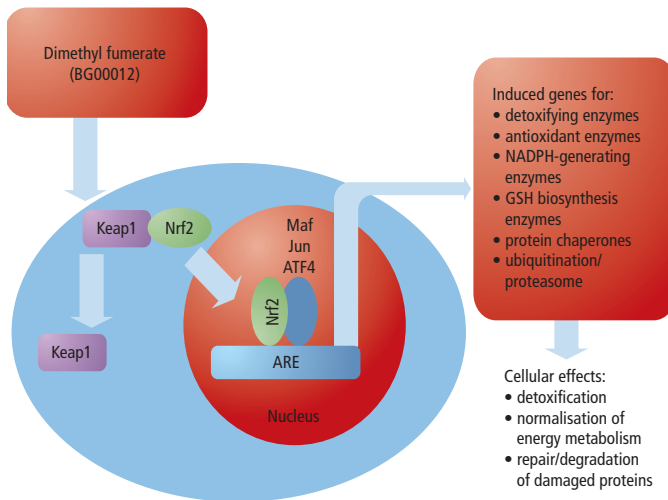 Dimethyl fumarate
(BG00012)
Induced genes for:
• detoxifying enzymes
• antioxidant enzymes
• NADPH-generating
enzymes
• GSH biosynthesis
enzymes
• protein chaperones
• ubiquitination/
proteasome
Keap1
Nrf2
Maf
Jun
ATF4
Nrf2
Keap1
ARE
Nucleus
Cellular effects:
• detoxification
• normalisation of
energy metabolism
• repair/degradation
of damaged proteins